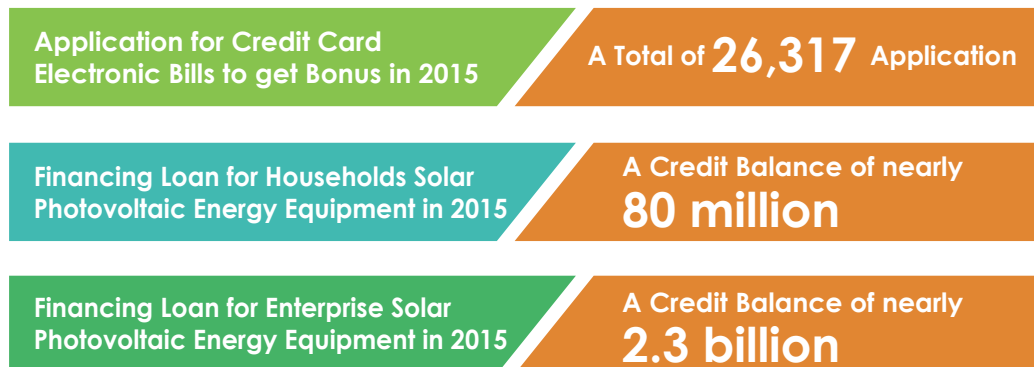 Application for Credit Card
Electronic Bills to get Bonus in 2015
A Total of 26,317 Application
Financing Loan for Households Solar
Photovoltaic Energy Equipment in 2015
A Credit Balance of nearly
80 million
Financing Loan for Enterprise Solar
Photovoltaic Energy Equipment in 2015
A Credit Balance of nearly
2.3 billion